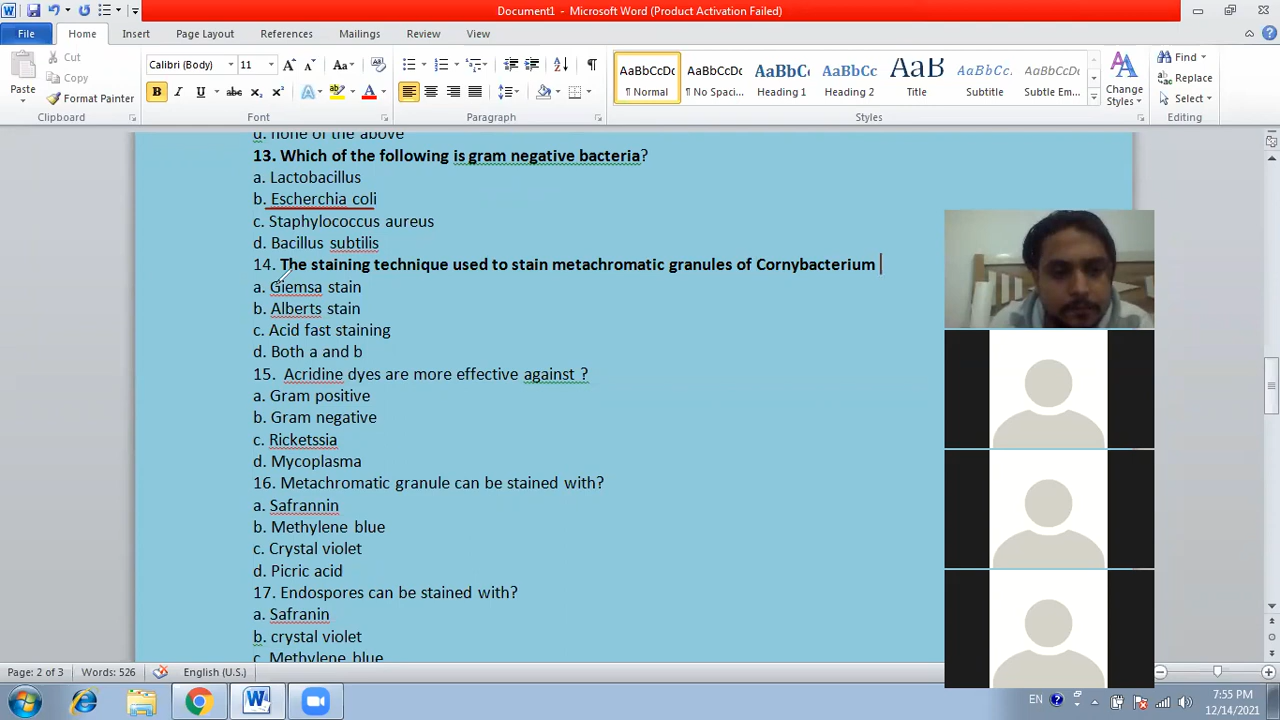 Document1 - Microsoft Word (Product Activation Failed)
File Home Insert Page Layout References Mailings Review View
Cut
Copy
Format Painter
Paste
Clipboard
Calibri (Body) 11
Font
Paragraph
AaBbCcDc AaBbCcDc AaBbC AaBbCc AaB AaBbCc. AaBbCcDc
¶ Normal ¶ No Spaci... Heading 1 Heading 2 Title Subtitle Subtle Em...
Styles
Change Styles
Find
Replace
Select
Editing
d. none of the above
13. Which of the following is gram negative bacteria?
a. Lactobacillus
b. Escherchia coli
c. Staphylococcus aureus
d. Bacillus subtilis
14. The staining technique used to stain metachromatic granules of Cornybacterium
a. Giemsa stain
b. Alberts stain
c. Acid fast staining
d. Both a and b
15. Acridine dyes are more effective against ?
a. Gram positive
b. Gram negative
c. Ricketssia
d. Mycoplasma
16. Metachromatic granule can be stained with?
a. Safrannin
b. Methylene blue
c. Crystal violet
d. Picric acid
17. Endospores can be stained with?
a. Safranin
b. crystal violet
c. Methylene blue
Page: 2 of 3 Words: 526 English (U.S.)
EN
7:55 PM
12/14/2021